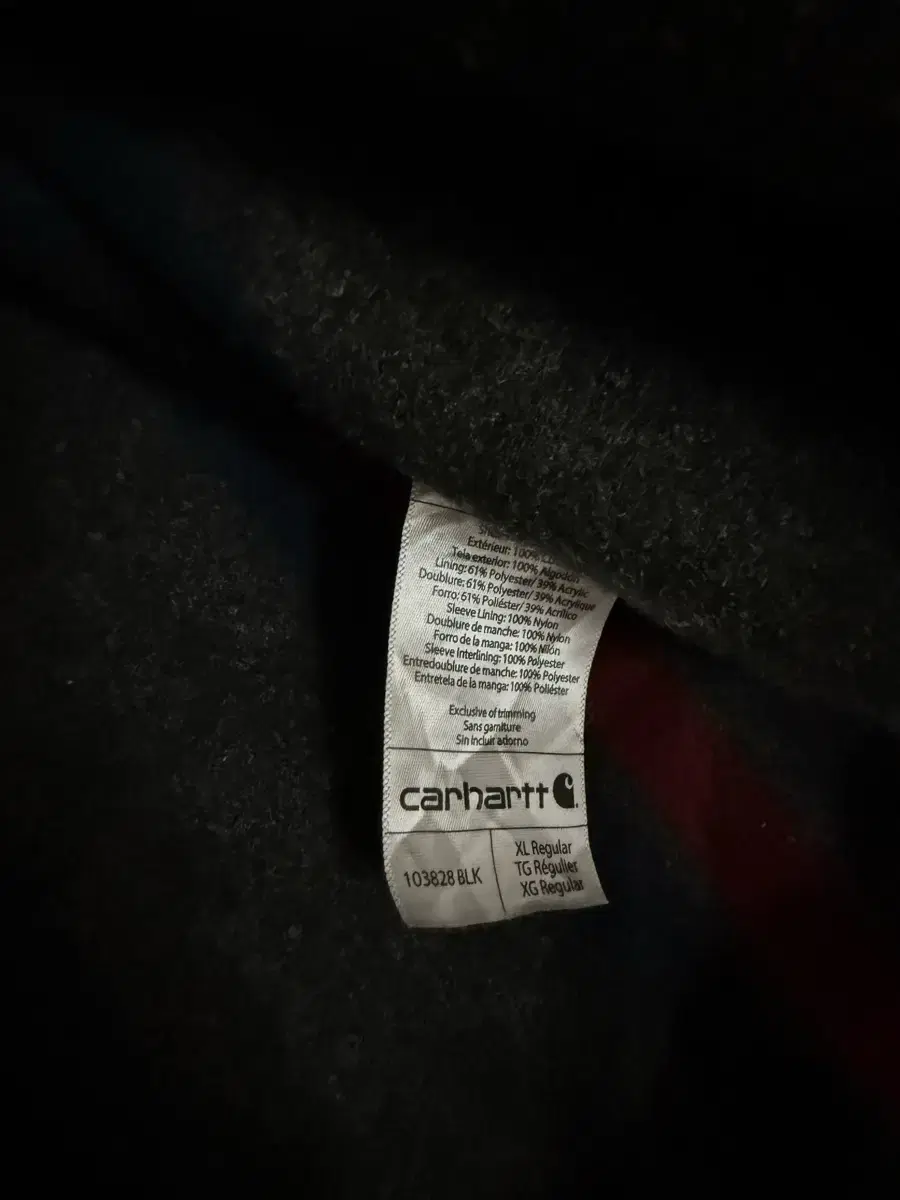 Extérieur: 100%
Tela exterior: 100% Algodón
Lining: 61% Polyester/ 39% Acrylic
Doublure: 61% Polyester/ 39% Acrylique
Forro: 61% Poliéster/ 39% Acrílico
Sleeve Lining: 100% Nylon
Doublure de manche: 100% Nylon
Forro de la manga: 100% Nilón
Sleeve Interlining: 100% Polyester
Entredoublure de manche: 100% Polyester
Entretela de la manga: 100% Poliéster
Exclusive of trimming
Sans garniture
Sin incluir adorno
carhartt
103828 BLK
XL Regular
TG Régulier
XG Regular